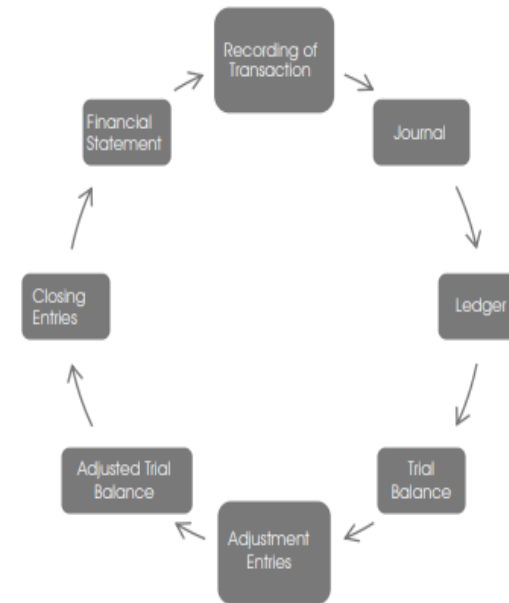 Recording of
Transaction
Journal
Ledger
Trial
Balance
Adjustment
Entries
Adjusted Trial
Balance
Closing
Entries
Financial
Statement